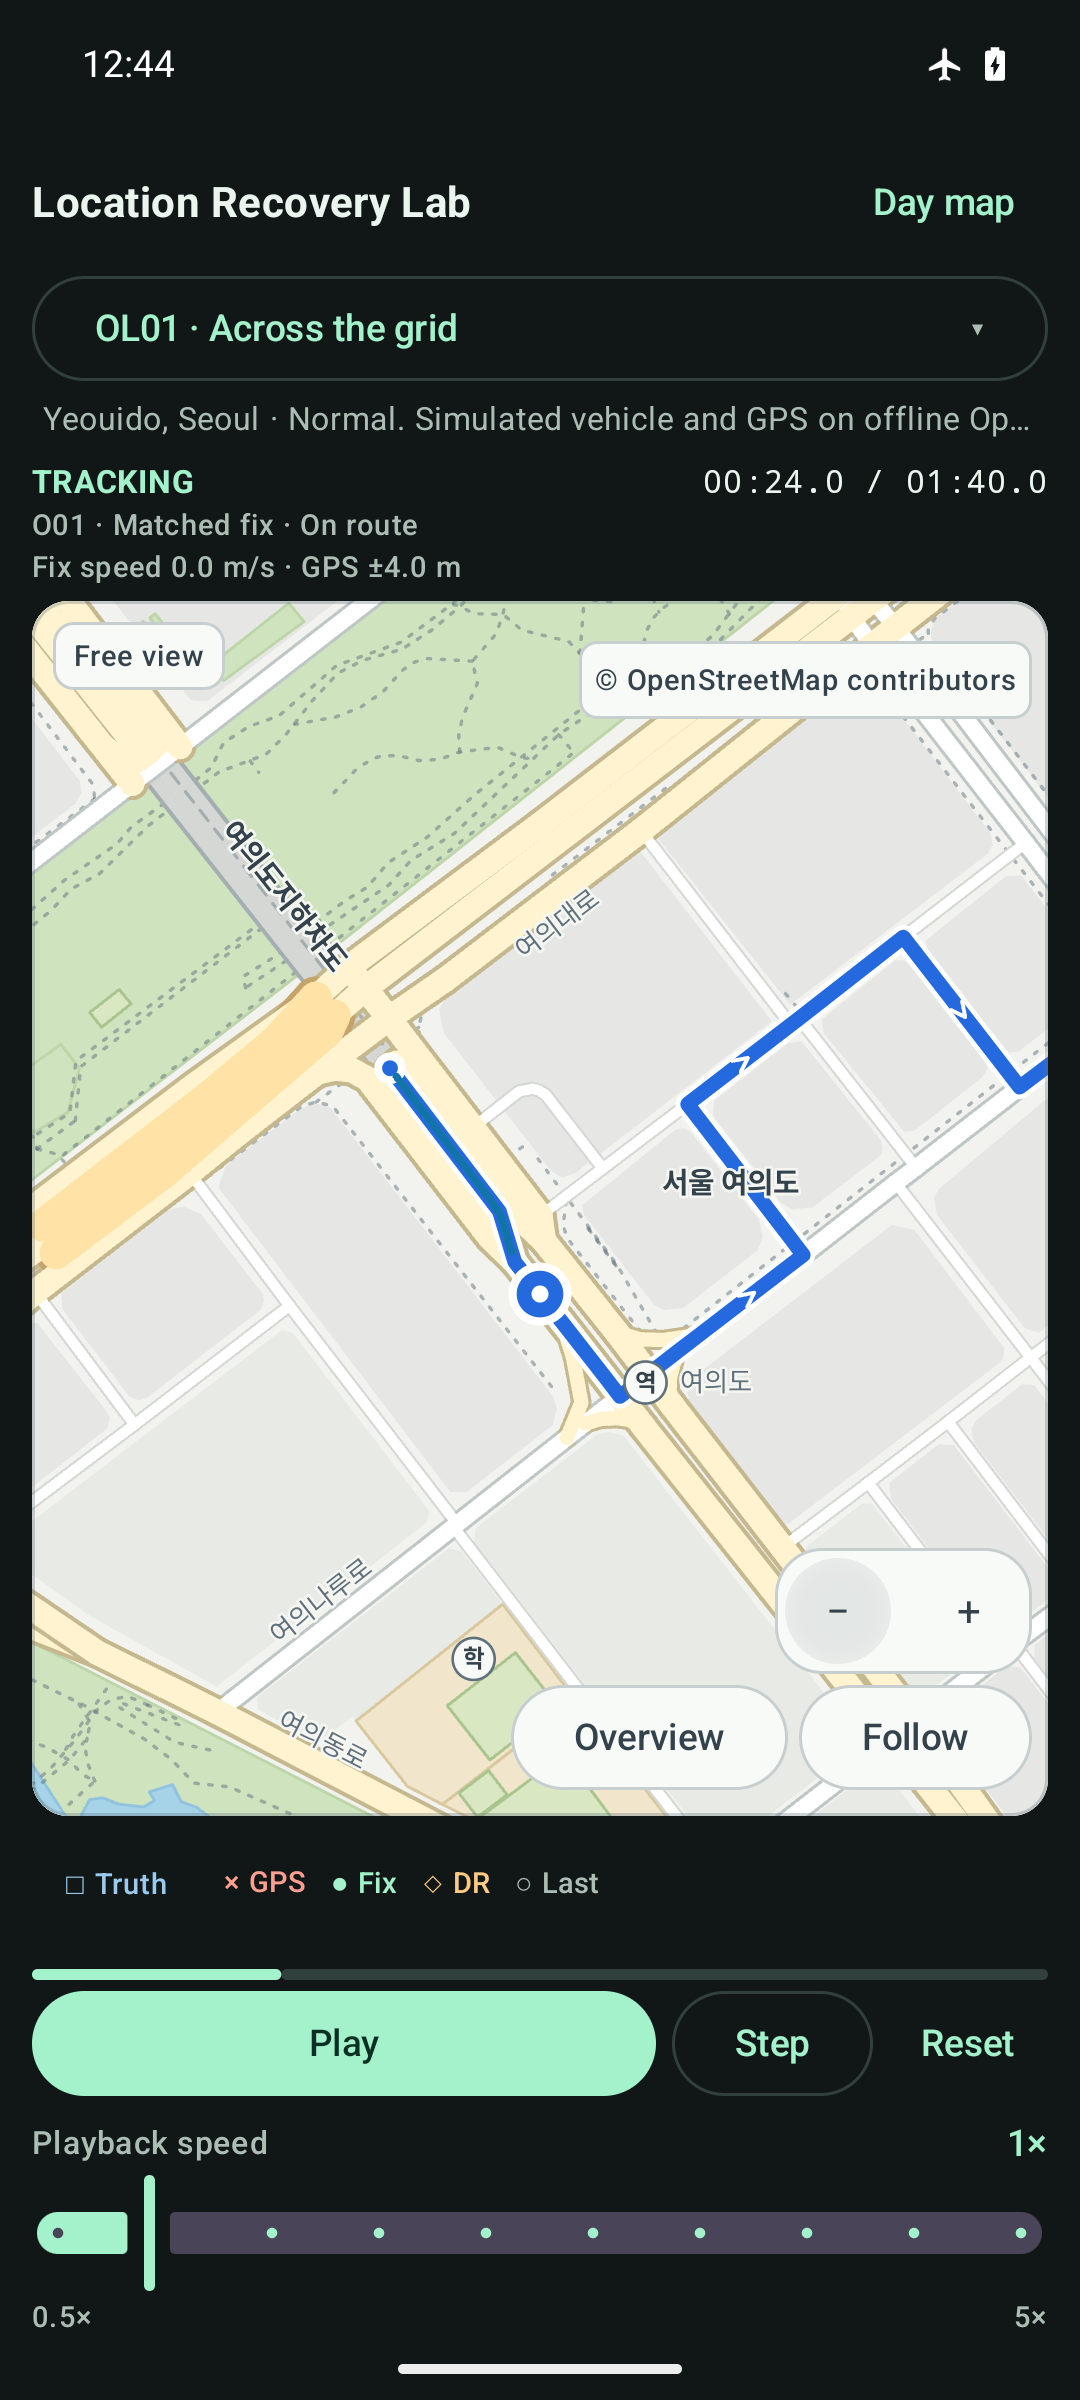 12:44
Location Recovery Lab
Day map
OL01 · Across the grid
Yeouido, Seoul · Normal. Simulated vehicle and GPS on offline Op…
TRACKING
00:24.0 / 01:40.0
O01 · Matched fix · On route
Fix speed 0.0 m/s · GPS ±4.0 m
Free view
© OpenStreetMap contributors
여의도지하차도
여의대로
서울 여의도
역 여의도
여의나루로
학
여의동로
− +
Overview
Follow
□ Truth × GPS ● Fix ◇ DR ○ Last
Play
Step
Reset
Playback speed
1×
0.5×
5×